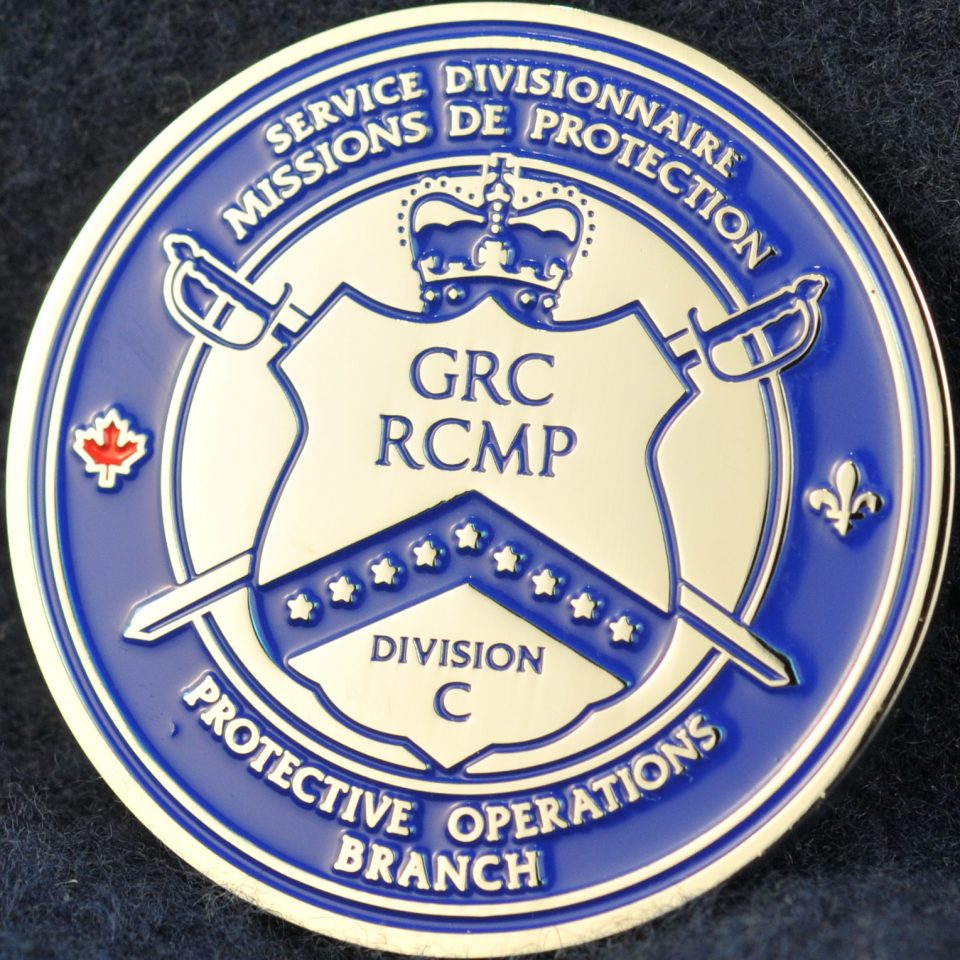 SERVICE DIVISIONNAIRE
MISSIONS DE PROTECTION
GRC
RCMP
DIVISION
C
PROTECTIVE OPERATIONS
BRANCH